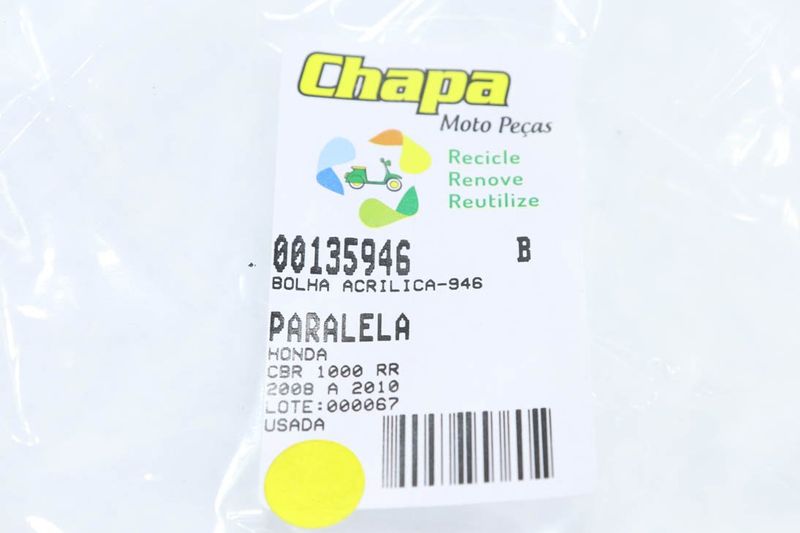 Chapa
Moto Peças
Recicle
Renove
Reutilize
00135946 B
BOLHA ACRILICA-946
PARALELA
HONDA
CBR 1000 RR
2008 A 2010
LOTE:000067
USADA